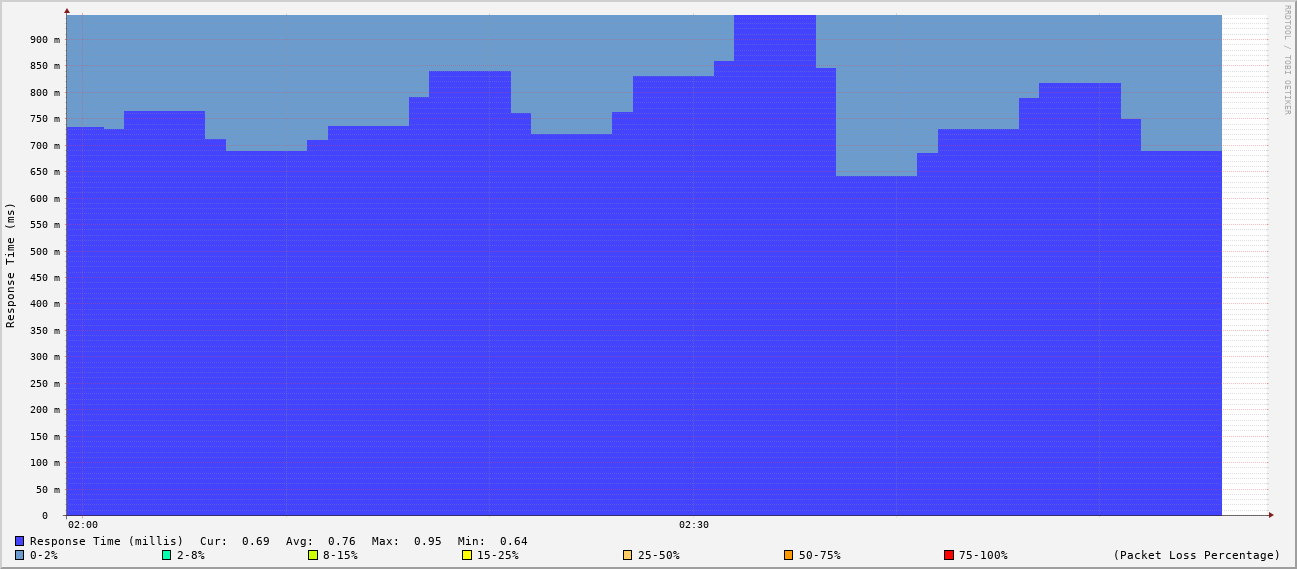 RRDTOOL / TOBI OETIKER
Response Time (ms)
900 m
850 m
800 m
750 m
700 m
650 m
600 m
550 m
500 m
450 m
400 m
350 m
300 m
250 m
200 m
150 m
100 m
50 m
0
02:00 02:30
Response Time (millis) Cur: 0.69 Avg: 0.76 Max: 0.95 Min: 0.64
0-2% 2-8% 8-15% 15-25% 25-50% 50-75% 75-100% (Packet Loss Percentage)